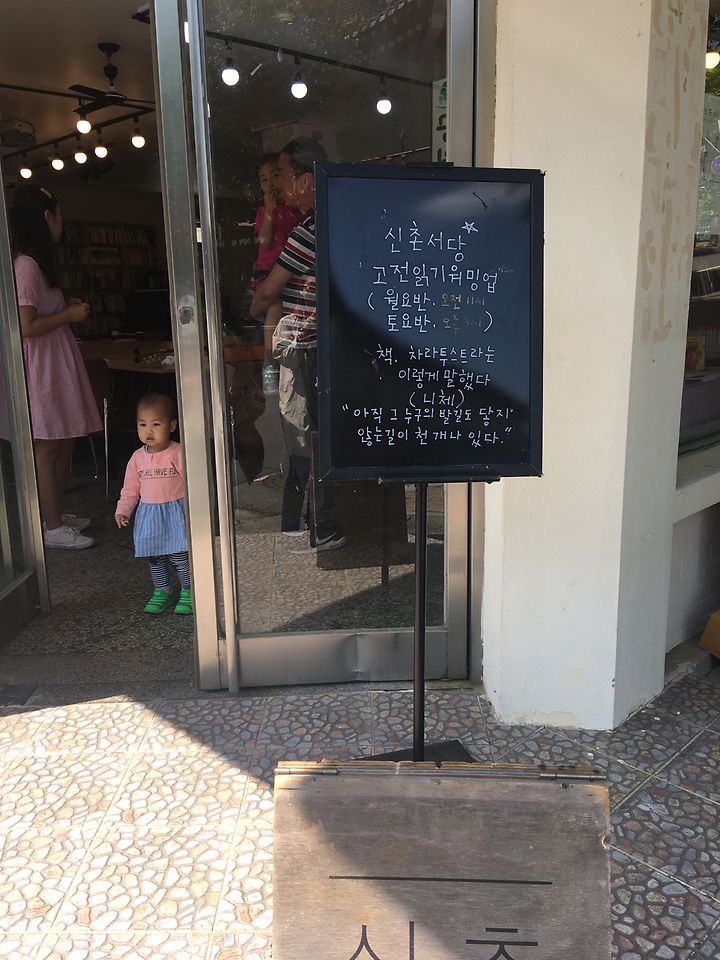 신촌서당
'고전읽기워밍업'
( 월요반. 오전 11시
토요반. 오후 3시 )
책. 차라투스트라는
이렇게 말했다
( 니체 )
"아직 그 누구의 발길도 닿지
않는길이 천 개나 있다."
신촌